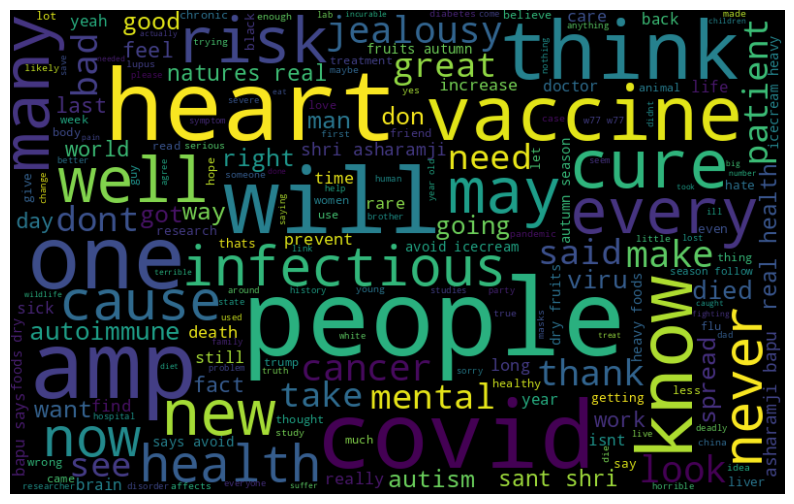 people
heart
vaccine
think
will
covid
amp
one
infectious
know
cure
every
risk
many
new
health
now
well
may
cause
never
jealousy
great
need
patient
bad
good
feel
natures real
fruits autumn
increase
doctor
care
back
believe
yeah
lot
chronic
black
trying
actually
treatment
maybe
enough
lab
incurable
diabetes
come
anything
nothing
children
made
life
animal
icecream heavy
likely
save
lupus
please
needed
severe
eat
love
yes
last
week
body
pain
symptom
don
man
first
friend
case
w77 w77
didnt
world
better
read
serious
shri asharamji
right
let
year old
seem
big
number
took
autumn season
hate
even
ill
real health
give
change
guy
agree
hope
someone
time
women
use
help
human
brother
rare
dont
got
way
day
research
saying
going
pandemic
thats
prevent
link
avoid icecream
said
make
little
lost
thing
season follow
terrible
wildlife
around
young
history
studies
party
dry fruits
viru
died
caught
fighting
dad
flu
heavy foods
spread
asharamji bapu
sick
state
used
true
masks
autoimmune
death
family
white
treat
still
trump
truth
cancer
long
sorry
thank
less
deadly
china
problem
fact
diet
healthy
getting
isnt
look
live
want
find
take
mental
year
work
bapu says
foods dry
hospital
thought
says avoid
study
see
much
say
die
idea
wrong
came
really
autism
sant shri
liver
researcher
brain
disorder
affects
everyone
suffer
horrible